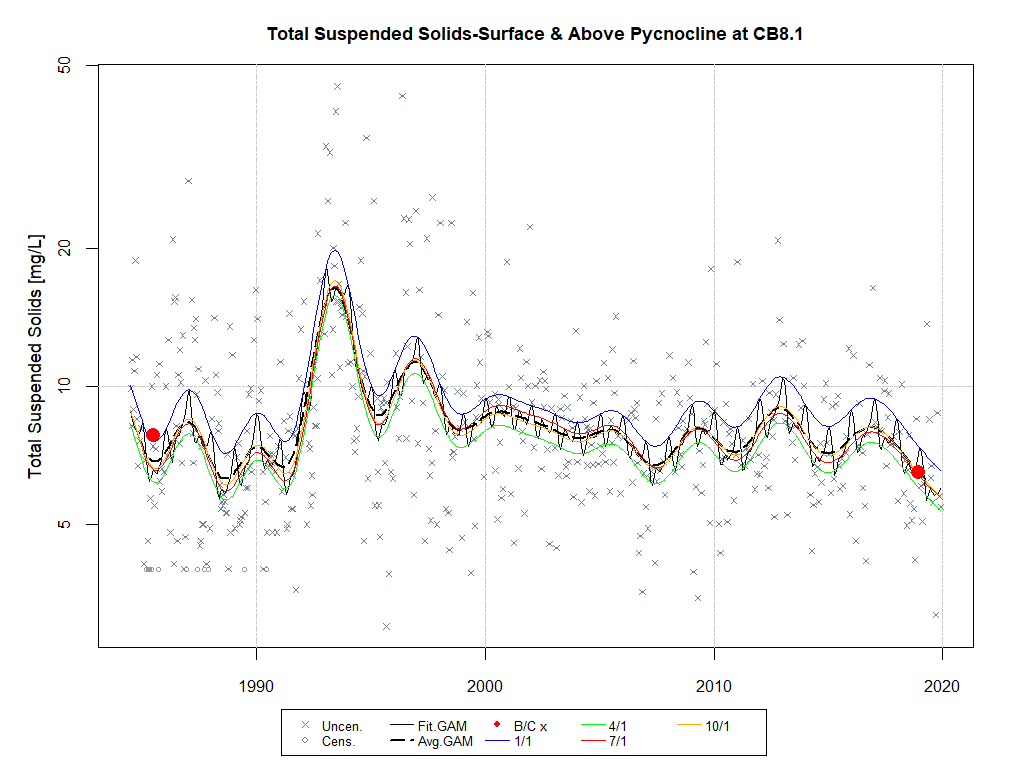 Total Suspended Solids-Surface & Above Pycnocline at CB8.1
Total Suspended Solids [mg/L]
50
20
10
5
1990 2000 2010 2020
Uncen. Fit.GAM B/C x 4/1 10/1
Cens. Avg.GAM 1/1 7/1